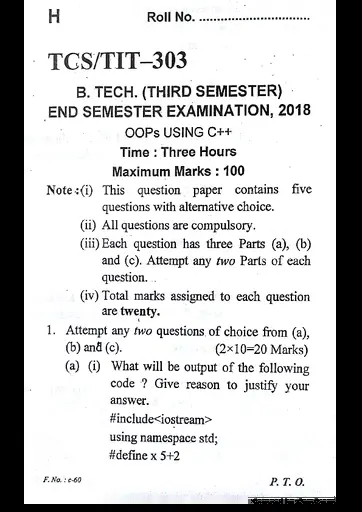 H
Roll No. ................................
TCS/TIT–303
B. TECH. (THIRD SEMESTER)
END SEMESTER EXAMINATION, 2018
OOPs USING C++
Time : Three Hours
Maximum Marks : 100
Note :(i) This question paper contains five
questions with alternative choice.
(ii) All questions are compulsory.
(iii) Each question has three Parts (a), (b)
and (c). Attempt any two Parts of each
question.
(iv) Total marks assigned to each question
are twenty.
1. Attempt any two questions of choice from (a),
(b) and (c). (2×10=20 Marks)
(a) (i) What will be output of the following
code ? Give reason to justify your
answer.
#include<iostream>
using namespace std;
#define x 5+2
F. No. : c-60
P. T. O.